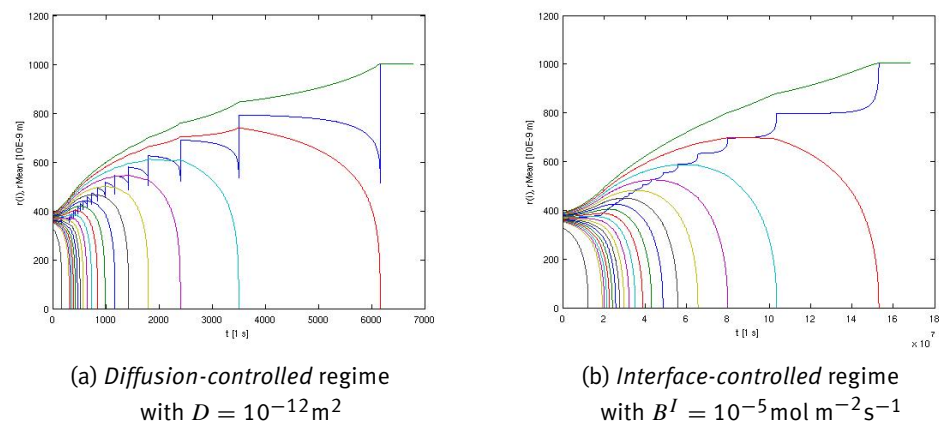 1200
1000
800
600
400
200
0
r(i), rMean [10E-9 m]
0 1000 2000 3000 4000 5000 6000 7000
t [1 s]
1200
1000
800
600
400
200
0
r(i), rMean [10E-9 m]
0 2 4 6 8 10 12 14 16 18
t [1 s]
x 10^7
(a) Diffusion-controlled regime
with D = 10⁻¹²m²
(b) Interface-controlled regime
with Bᴵ = 10⁻⁵mol m⁻²s⁻¹